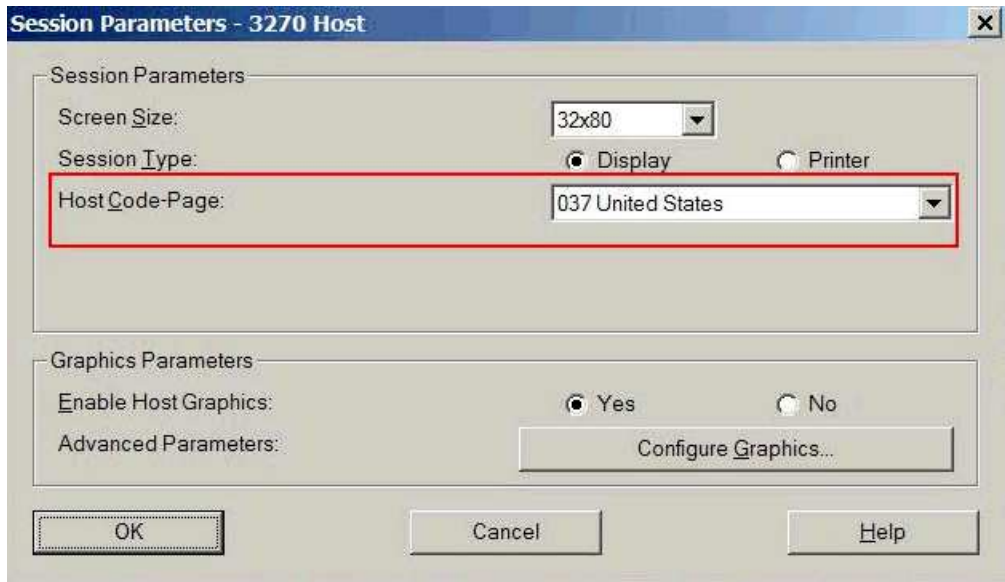 Session Parameters - 3270 Host
Session Parameters
Screen Size: 32x80
Session Type: Display Printer
Host Code-Page: 037 United States
Graphics Parameters
Enable Host Graphics: Yes No
Advanced Parameters: Configure Graphics...
OK Cancel Help